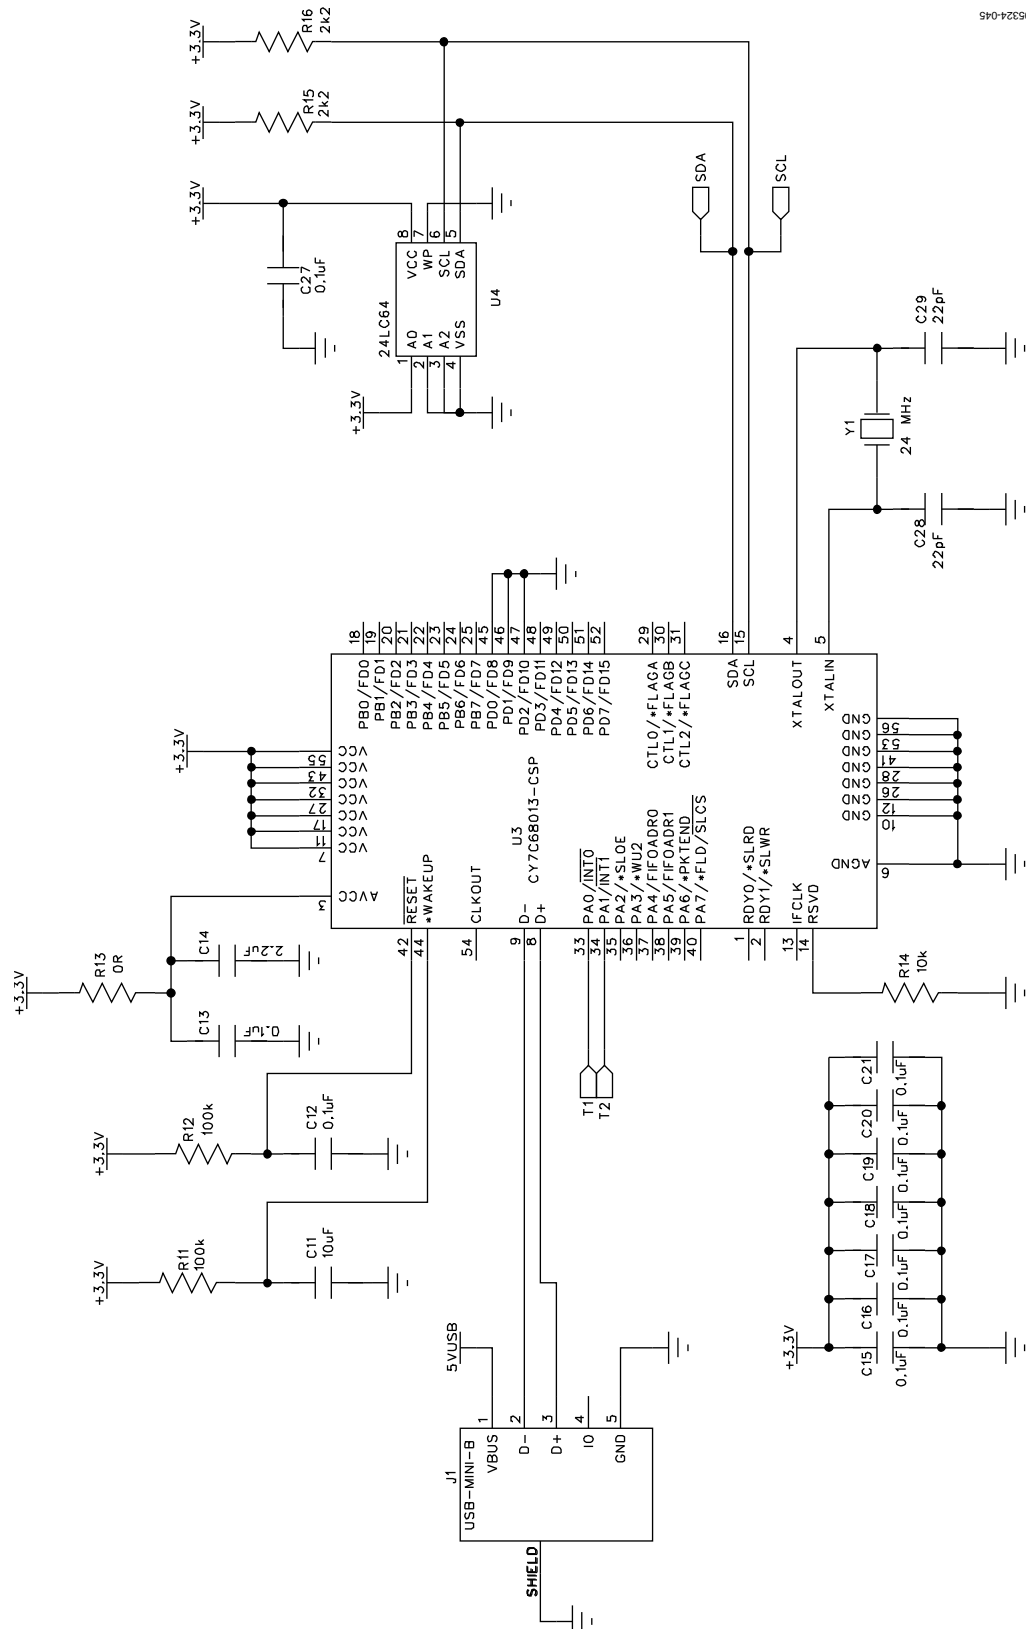 05324-045
+3.3V
R16
2k2
+3.3V
R15
2k2
SDA
SCL
+3.3V
C27
0.1uF
8
7
6
5
VCC
WP
SCL
SDA
U4
24LC64
A0
A1
A2
VSS
1
2
3
4
+3.3V
C29
22pF
Y1
24 MHz
C28
22pF
18
19
20
21
22
23
24
25
45
46
47
48
49
50
51
52
29
30
31
16
15
4
5
PB0/FD0
PB1/FD1
PB2/FD2
PB3/FD3
PB4/FD4
PB5/FD5
PB6/FD6
PB7/FD7
PD0/FD8
PD1/FD9
PD2/FD10
PD3/FD11
PD4/FD12
PD5/FD13
PD6/FD14
PD7/FD15
CTL0/*FLAGA
CTL1/*FLAGB
CTL2/*FLAGC
SDA
SCL
XTALOUT
XTALIN
+3.3V
VCC
VCC
VCC
VCC
VCC
VCC
VCC
55
43
32
27
17
11
7
AVCC
3
U3
CY7C68013-CSP
GND
GND
GND
GND
GND
GND
GND
56
53
41
28
26
12
10
AGND
6
RESET
*WAKEUP
CLKOUT
D-
D+
PA0/INT0
PA1/INT1
PA2/*SLOE
PA3/*WU2
PA4/FIFOADR0
PA5/FIFOADR1
PA6/*PKTEND
PA7/*FLD/SLCS
RDY0/*SLRD
RDY1/*SLWR
IFCLK
RSVD
42
44
54
9
8
33
34
35
36
37
38
39
40
1
2
13
14
+3.3V
R13
0R
C14
2.2uF
C13
0.1uF
R14
10k
T1
T2
+3.3V
R12
100k
C12
0.1uF
+3.3V
R11
100k
C11
10uF
C21
0.1uF
C20
0.1uF
C19
0.1uF
C18
0.1uF
C17
0.1uF
C16
0.1uF
C15
0.1uF
+3.3V
5VUSB
1
2
3
4
5
VBUS
D-
D+
IO
GND
J1
USB-MINI-B
SHIELD